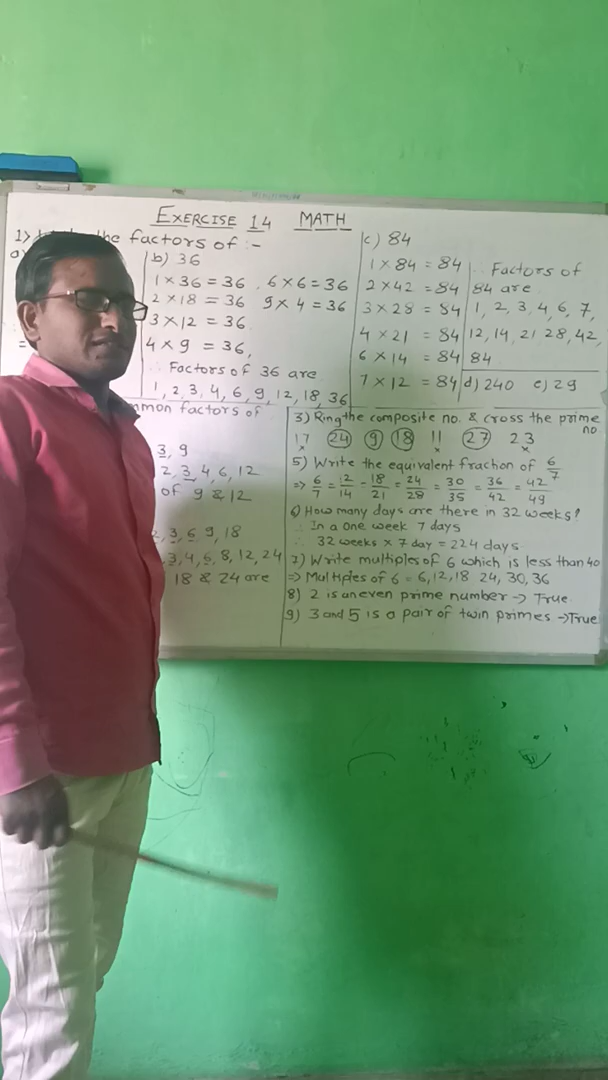 EXERCISE 14 MATH
1) the factors of :-
b) 36
1 × 36 = 36 , 6 × 6 = 36
2 × 18 = 36 9 × 4 = 36
3 × 12 = 36
4 × 9 = 36,
∴ Factors of 36 are
1, 2, 3, 4, 6, 9, 12, 18, 36
c) 84
1 × 84 = 84
2 × 42 = 84
3 × 28 = 84
4 × 21 = 84
6 × 14 = 84
7 × 12 = 84
∴ Factors of
84 are
1, 2, 3, 4, 6, 7,
12, 14, 21 28, 42,
84
d) 240 e) 29
factors of
3, 9
2, 3, 4, 6, 12
of 9 & 12
2, 3, 6, 9, 18
3, 4, 6, 8, 12, 24
18 & 24 are
3) Ring the composite no. & cross the prime
no
17 24 9 18 11 27 23
5) Write the equivalent fraction of 6/7
=> 6/7 = 12/14 = 18/21 = 24/28 = 30/35 = 36/42 = 42/49
6) How many days are there in 32 weeks?
∴ In a one week 7 days
∴ 32 weeks × 7 day = 224 days
7) Write multiples of 6 which is less than 40
=> Multiples of 6 = 6, 12, 18 24, 30, 36
8) 2 is an even prime number -> True
9) 3 and 5 is a pair of twin primes -> True